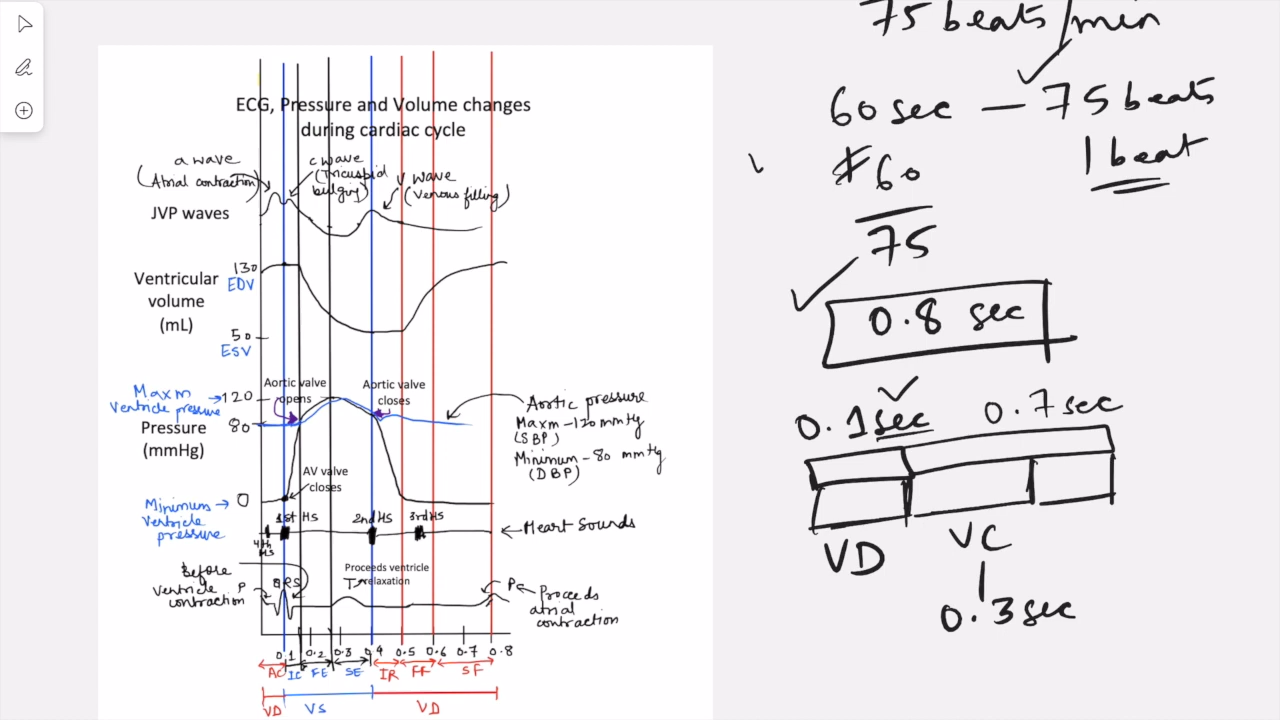 ECG, Pressure and Volume changes
during cardiac cycle
a wave
(Atrial contraction)
c wave
(Tricuspid
bulging)
v wave
(Venous filling)
JVP waves
130
EDV
Ventricular
volume
(mL)
50
ESV
Aortic valve
opens
Aortic valve
closes
Maxm
Ventricle pressure
120
80
Pressure
(mmHg)
Aortic pressure
Maxm - 120 mmHg
(SBP)
Minimum - 80 mmHg
(DBP)
AV valve
closes
0
Minimum
Ventricle
pressure
1st HS
2nd HS
3rd HS
4th
HS
Heart Sounds
Before
Ventricle
contraction
P
QRS
Proceeds ventricle
relaxation
T
P
Proceeds
atrial
contraction
0.1 0.2 0.3 0.4 0.5 0.6 0.7 0.8
AC IC FE SE IR FF SF
VD VS VD
75 beats/min
60 sec — 75 beats
60
1 beat
75
0.8 sec
0.1sec
0.7sec
VD
VC
0.3sec